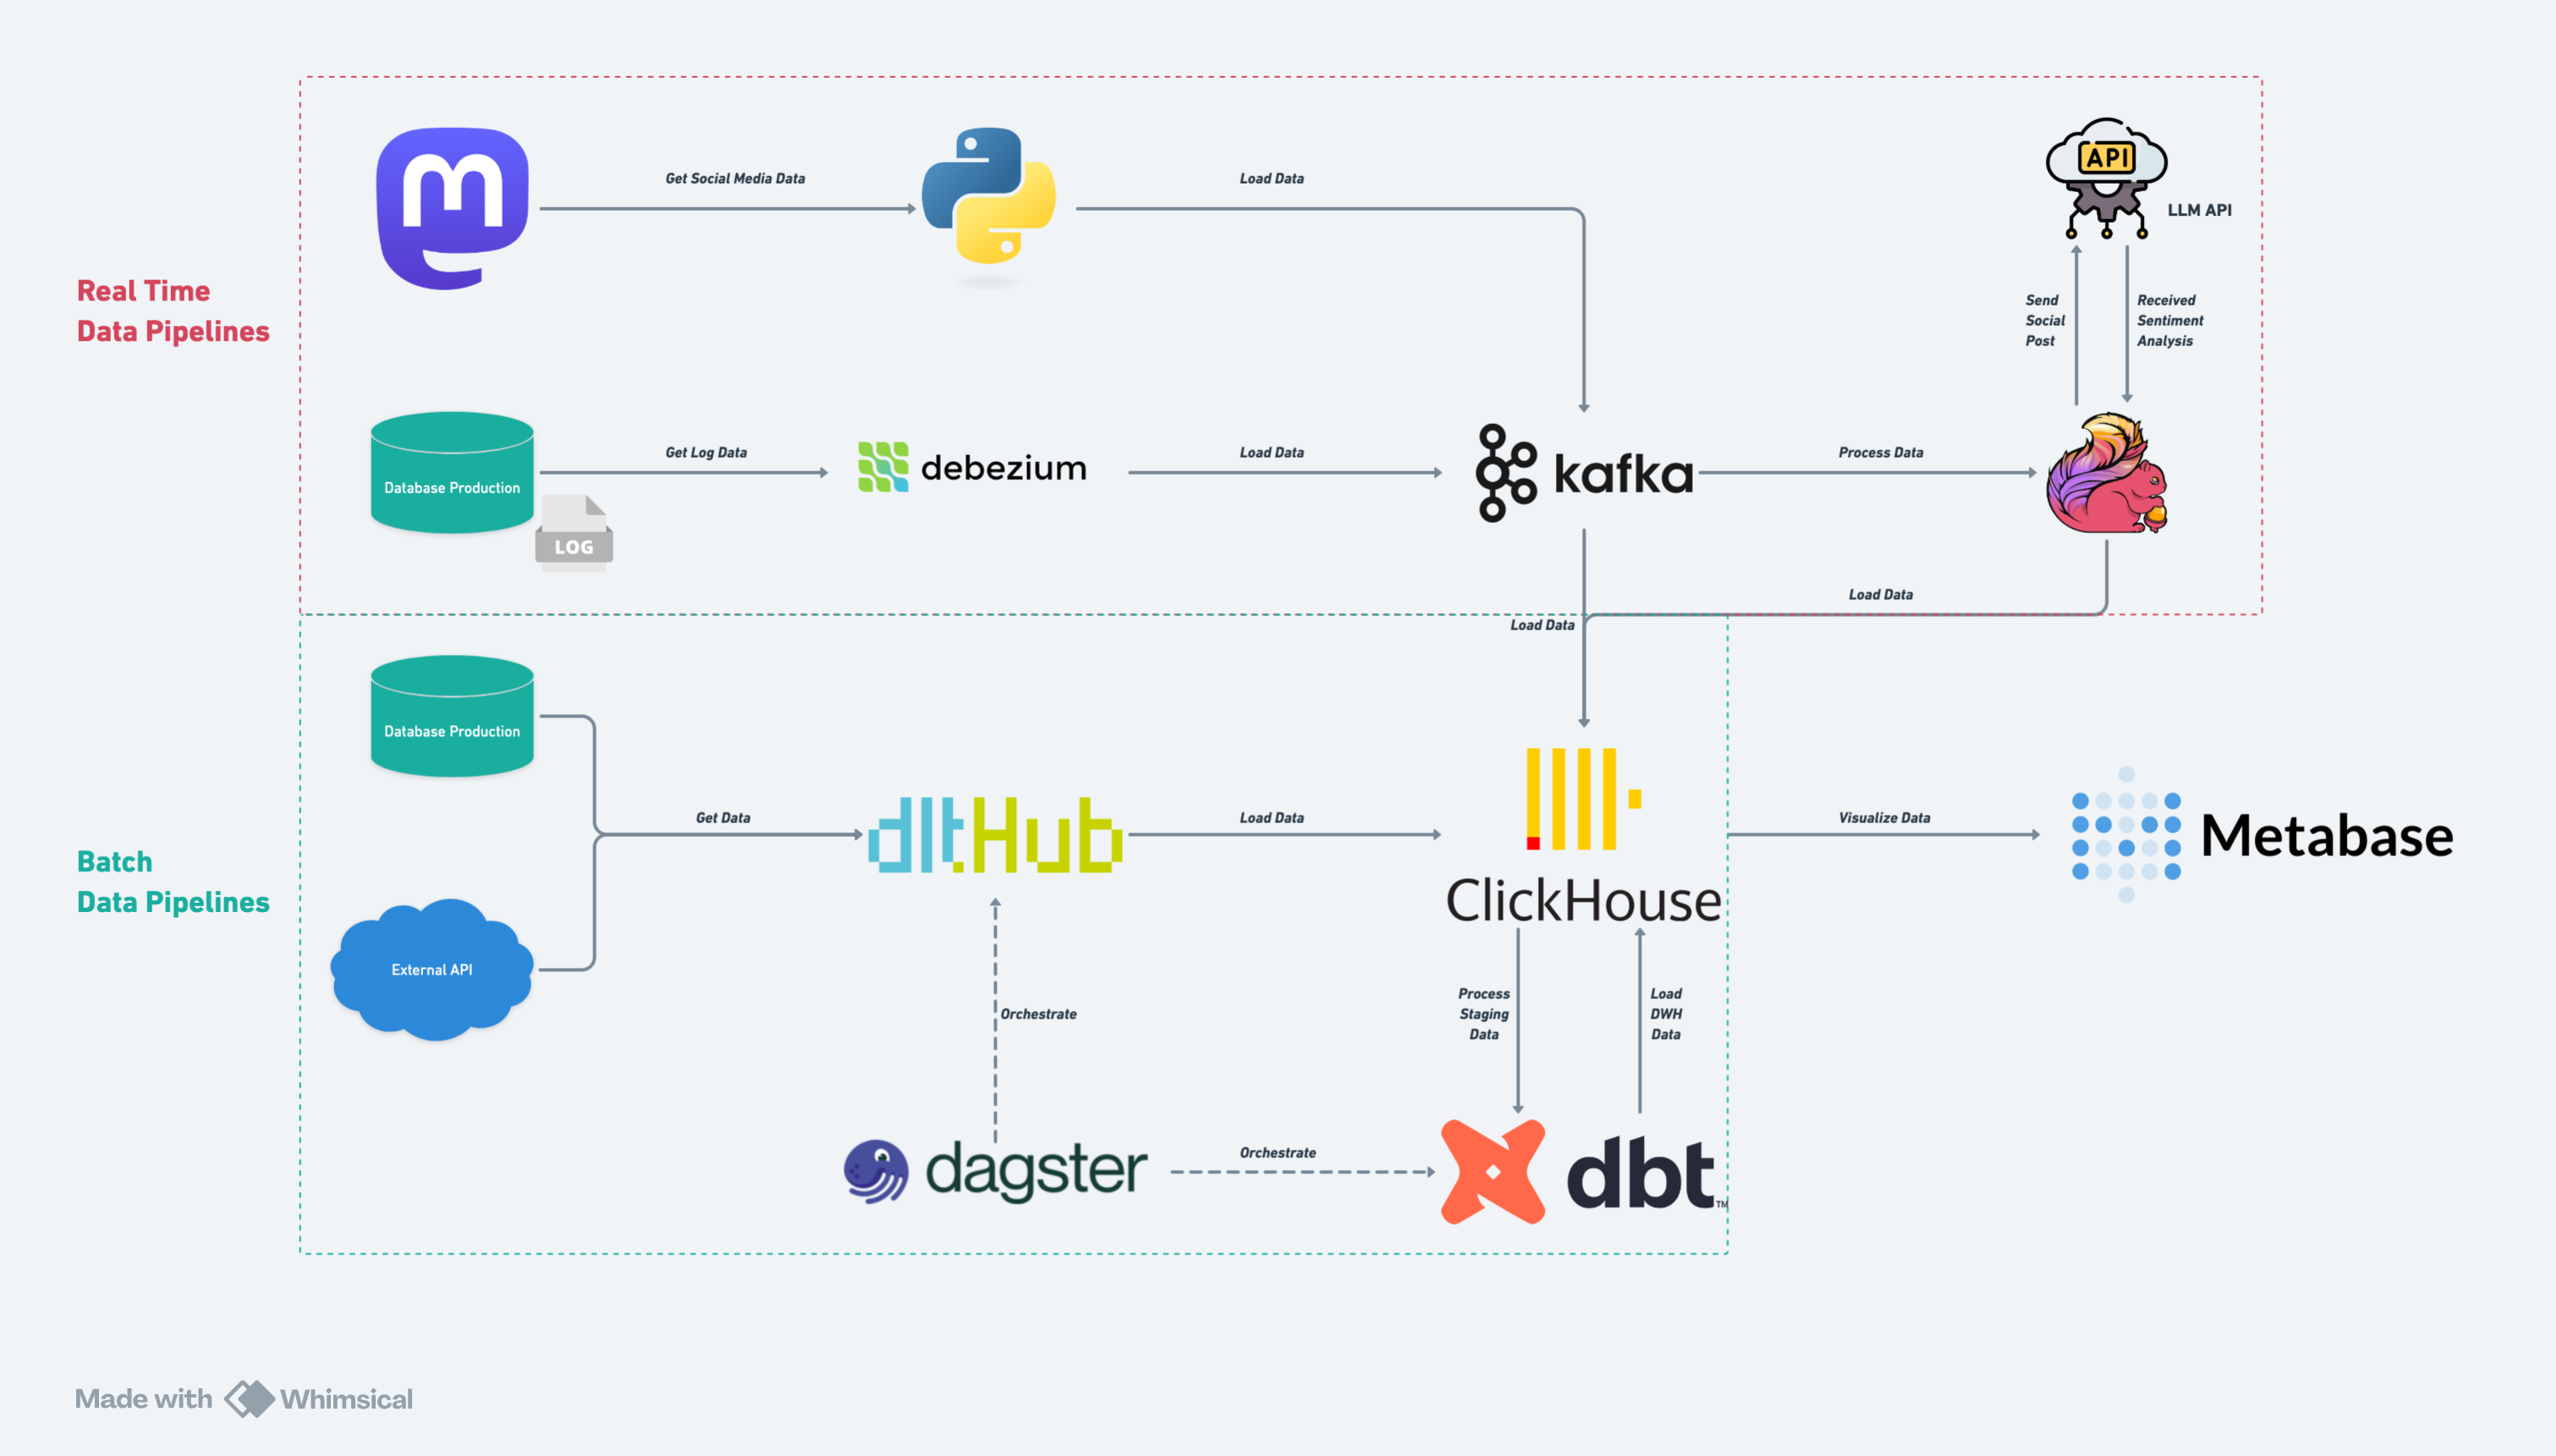 Get Social Media Data
Load Data
API
LLM API
Real Time
Data Pipelines
Send
Social
Post
Received
Sentiment
Analysis
Database Production
LOG
Get Log Data
debezium
Load Data
kafka
Process Data
Load Data
Load Data
Database Production
Batch
Data Pipelines
External API
Get Data
dltHub
Load Data
ClickHouse
Visualize Data
Metabase
Orchestrate
Process
Staging
Data
Load
DWH
Data
dagster
Orchestrate
dbt™
Made with Whimsical